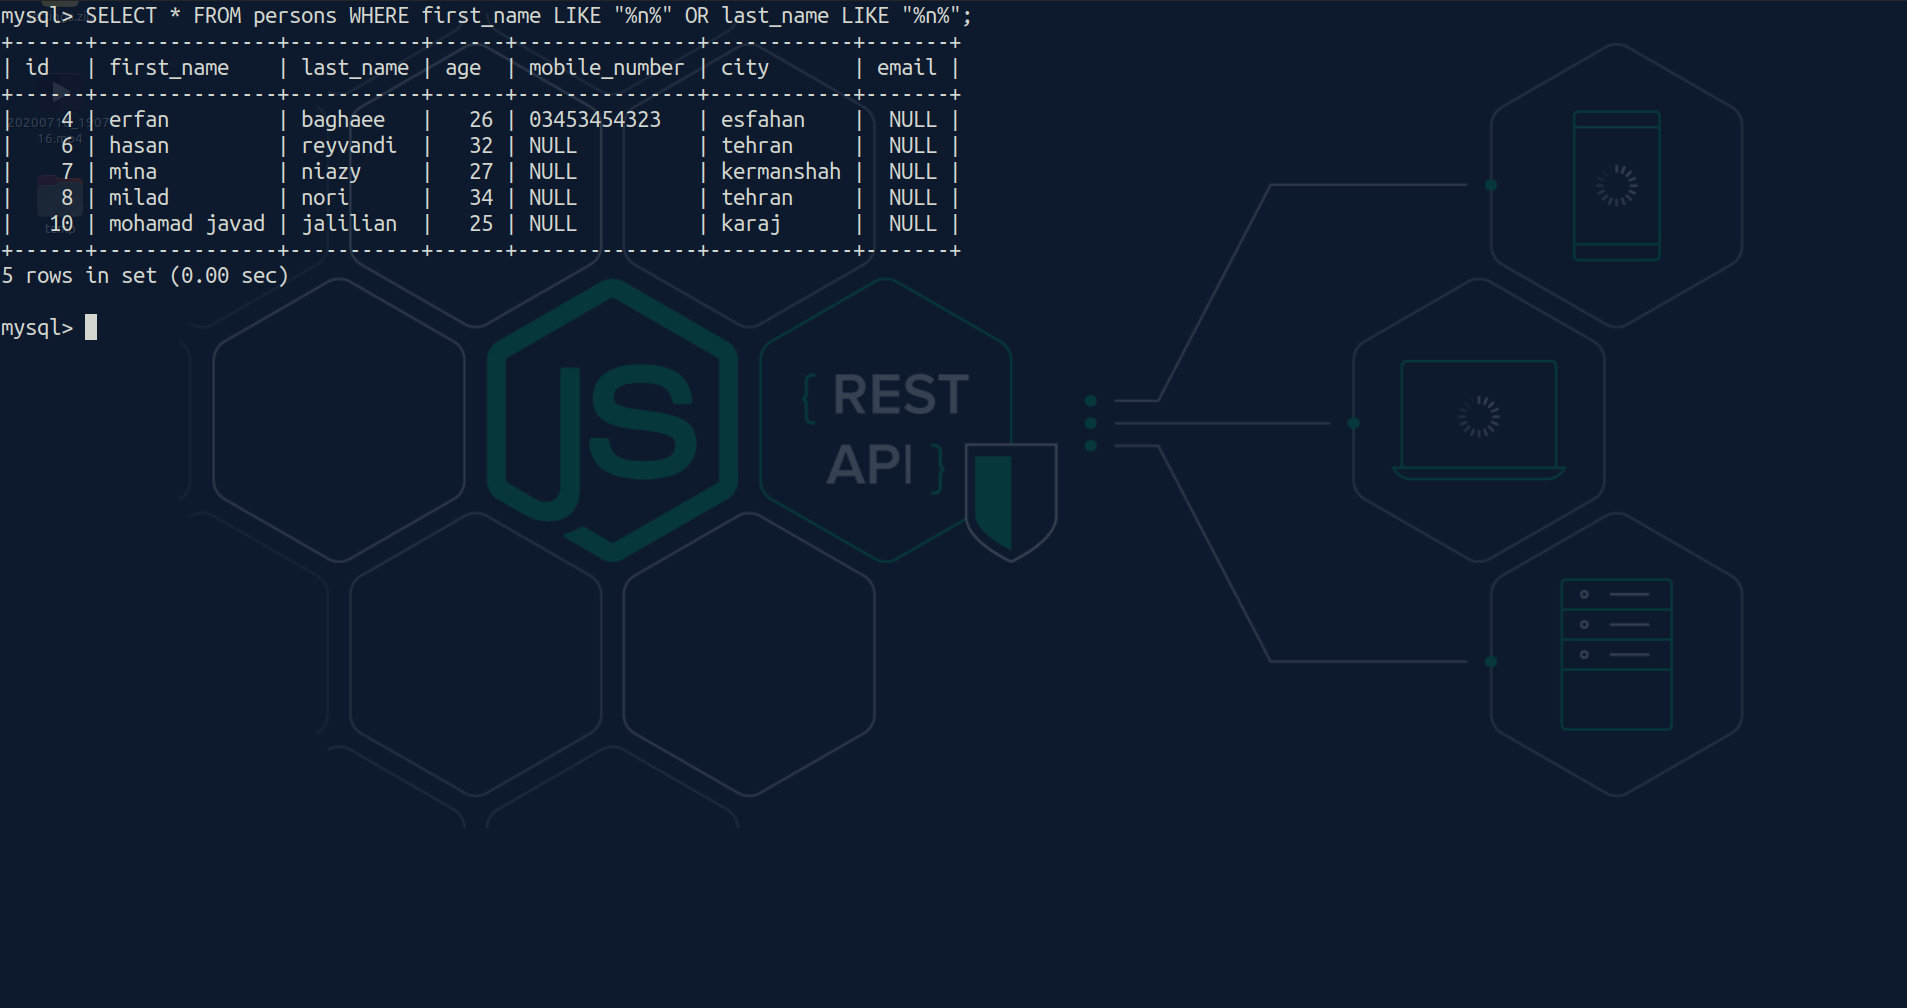 mysql> SELECT * FROM persons WHERE first_name LIKE "%n%" OR last_name LIKE "%n%";
+------+---------------+-----------+------+---------------+------------+-------+
| id   | first_name    | last_name | age  | mobile_number | city       | email |
+------+---------------+-----------+------+---------------+------------+-------+
|    4 | erfan         | baghaee   |   26 | 03453454323   | esfahan    |  NULL |
|    6 | hasan         | reyvandi  |   32 | NULL          | tehran     |  NULL |
|    7 | mina          | niazy     |   27 | NULL          | kermanshah |  NULL |
|    8 | milad         | nori      |   34 | NULL          | tehran     |  NULL |
|   10 | mohamad javad | jalilian  |   25 | NULL          | karaj      |  NULL |
+------+---------------+-----------+------+---------------+------------+-------+
5 rows in set (0.00 sec)
mysql>
JS
{ REST
API }
16.mp4